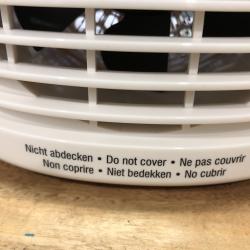 Nicht abdecken • Do not cover • Ne pas couvrir
Non coprire • Niet bedekken • No cubrir